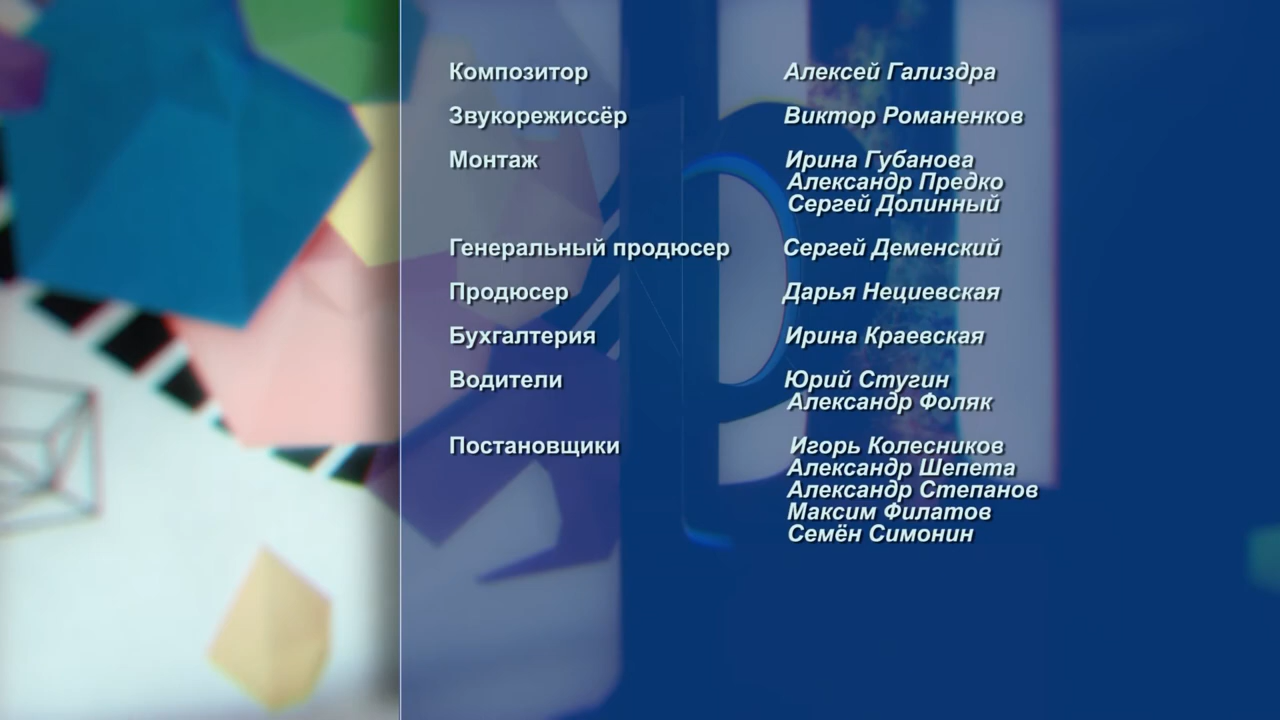 Композитор Алексей Гализдра
Звукорежиссёр Виктор Романенков
Монтаж Ирина Губанова
Александр Предко
Сергей Долинный
Генеральный продюсер Сергей Деменский
Продюсер Дарья Нециевская
Бухгалтерия Ирина Краевская
Водители Юрий Стугин
Александр Фоляк
Постановщики Игорь Колесников
Александр Шепета
Александр Степанов
Максим Филатов
Семён Симонин